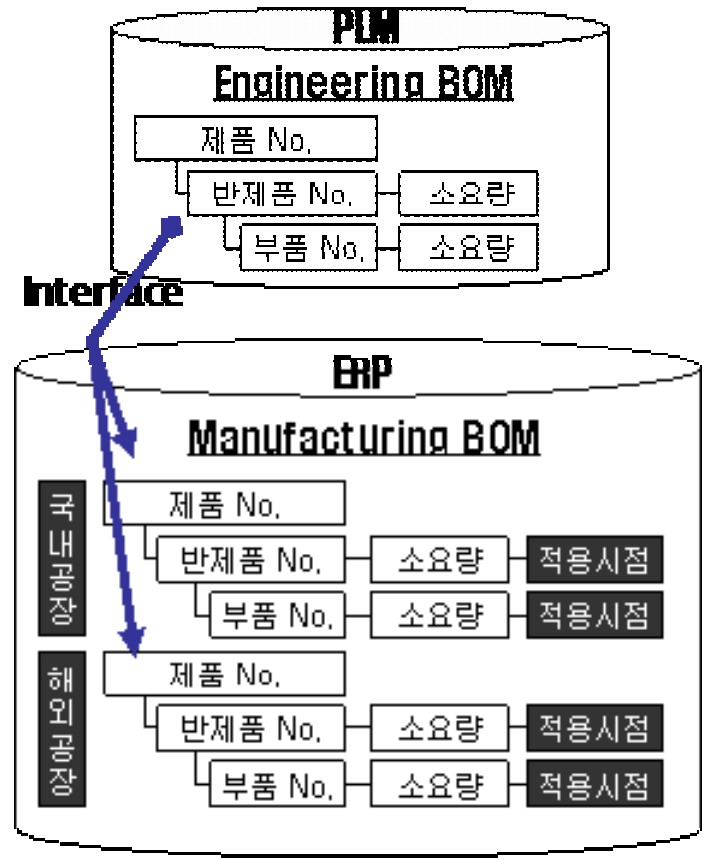 PLM
Engineering BOM
제품 No.
반제품 No. 소요량
부품 No. 소요량
Interface
ERP
Manufacturing BOM
국내공장
제품 No.
반제품 No. 소요량 적용시점
부품 No. 소요량 적용시점
해외공장
제품 No.
반제품 No. 소요량 적용시점
부품 No. 소요량 적용시점